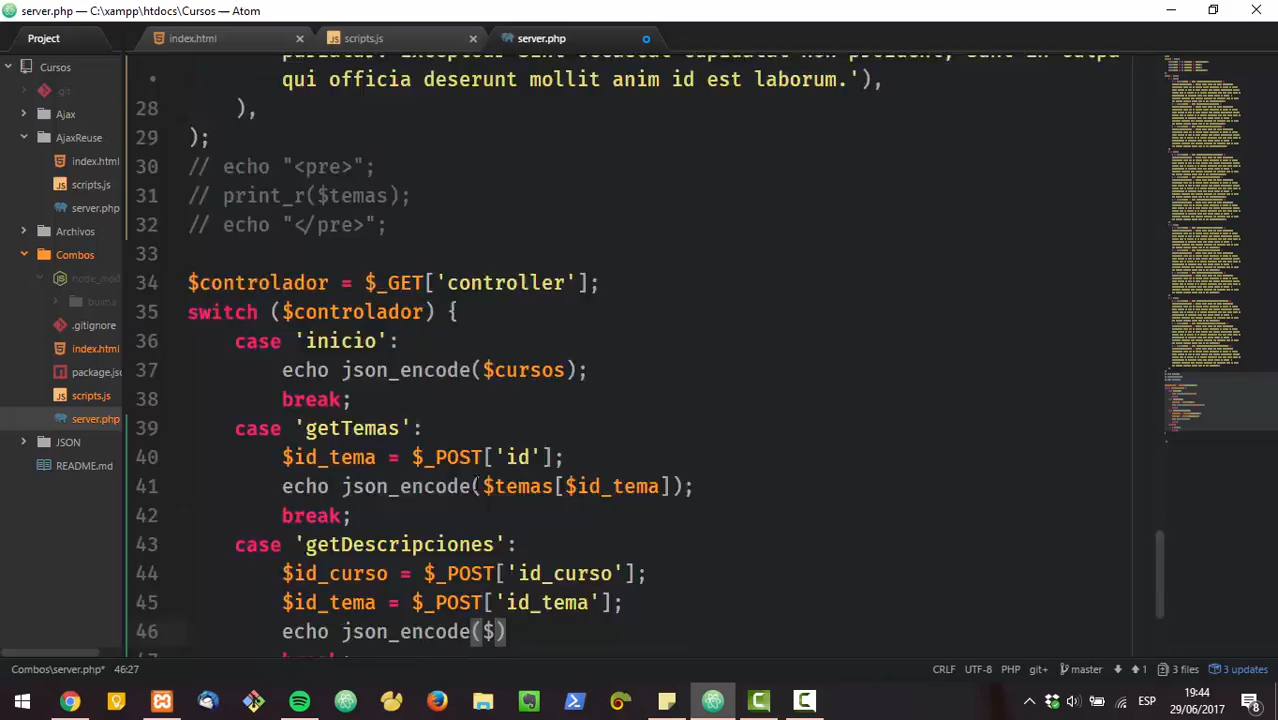 server.php — C:\xampp\htdocs\Cursos — Atom
Project
index.html
scripts.js
server.php
Cursos
.git
Ajax
AjaxReuse
index.html
scripts.js
server.php
Archivos
Combos
node_mod
bulma
.gitignore
index.html
package.jsc
scripts.js
server.php
JSON
README.md
qui officia deserunt mollit anim id est laborum.'),
28 ),
29 );
30 // echo "<pre>";
31 // print_r($temas);
32 // echo "</pre>";
33
34 $controlador = $_GET['controller'];
35 switch ($controlador) {
36 case 'inicio':
37 echo json_encode($cursos);
38 break;
39 case 'getTemas':
40 $id_tema = $_POST['id'];
41 echo json_encode($temas[$id_tema]);
42 break;
43 case 'getDescripciones':
44 $id_curso = $_POST['id_curso'];
45 $id_tema = $_POST['id_tema'];
46 echo json_encode($)
Combos\server.php* 46:27
CRLF UTF-8 PHP git+ master 1 3 files 3 updates
ESP
19:44
29/06/2017
8